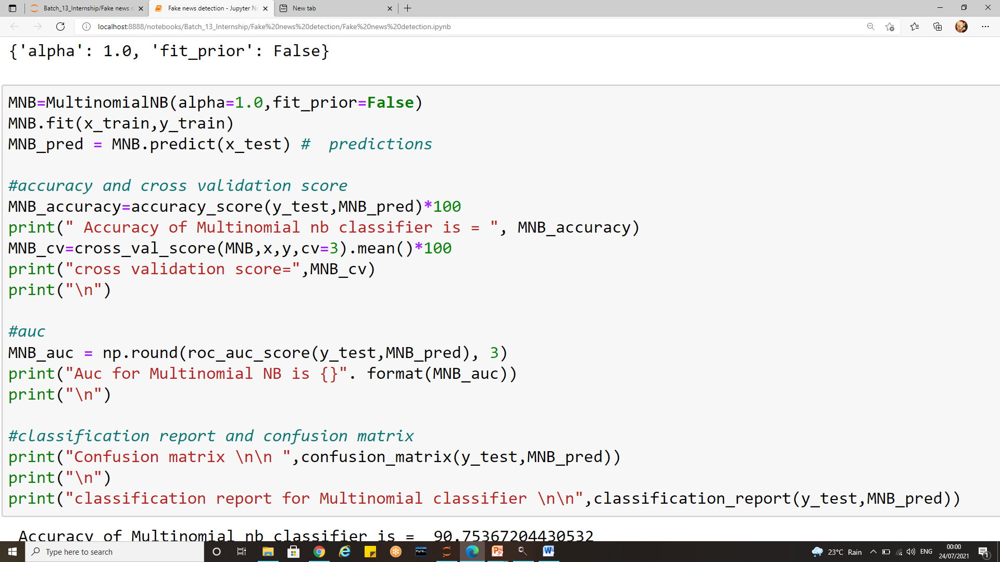 Batch_13_Internship/Fake news d
Fake news detection - Jupyter No
New tab
localhost:8888/notebooks/Batch_13_Internship/Fake%20news%20detection/Fake%20news%20detection.ipynb
{'alpha': 1.0, 'fit_prior': False}
MNB=MultinomialNB(alpha=1.0,fit_prior=False)
MNB.fit(x_train,y_train)
MNB_pred = MNB.predict(x_test) #  predictions
#accuracy and cross validation score
MNB_accuracy=accuracy_score(y_test,MNB_pred)*100
print(" Accuracy of Multinomial nb classifier is = ", MNB_accuracy)
MNB_cv=cross_val_score(MNB,x,y,cv=3).mean()*100
print("cross validation score=",MNB_cv)
print("\n")
#auc
MNB_auc = np.round(roc_auc_score(y_test,MNB_pred), 3)
print("Auc for Multinomial NB is {}". format(MNB_auc))
print("\n")
#classification report and confusion matrix
print("Confusion matrix \n\n ",confusion_matrix(y_test,MNB_pred))
print("\n")
print("classification report for Multinomial classifier \n\n",classification_report(y_test,MNB_pred))
Accuracy of Multinomial nb classifier is =  90.75367204430532
Type here to search
23°C Rain
ENG
00:00
24/07/2021
1